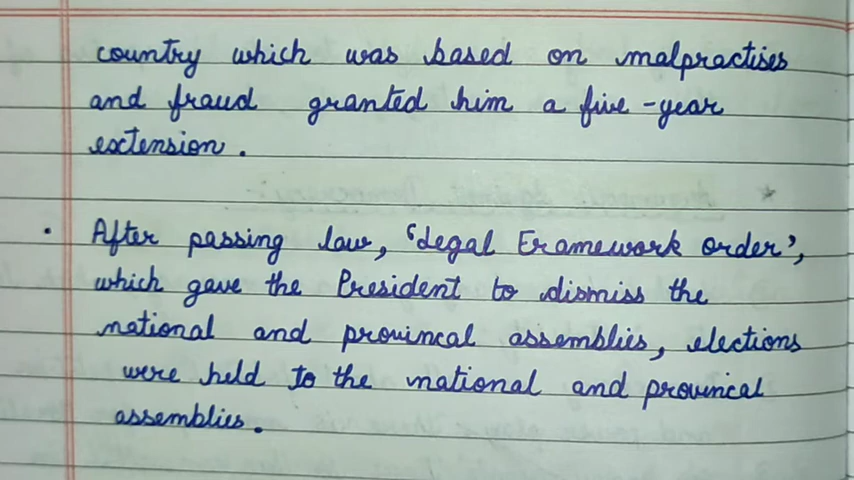 country which was based on malpractises
and fraud granted him a five-year
extension.
• After passing law, 'Legal Framework order',
which gave the President to dismiss the
national and provincal assemblies, elections
were held to the national and provincal
assemblies.